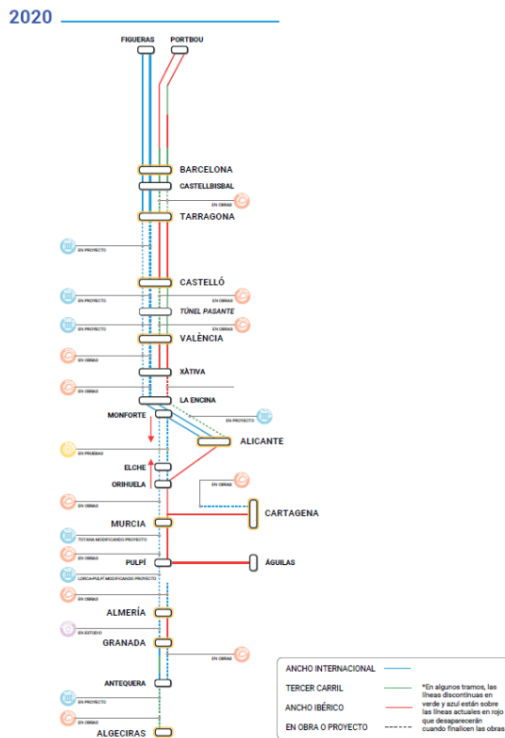 2020
FIGUERAS PORTBOU
BARCELONA
CASTELLBISBAL
EN OBRAS
TARRAGONA
EN PROYECTO
CASTELLÓ
EN PROYECTO EN OBRAS
TÚNEL PASANTE
EN PROYECTO EN OBRAS
VALÈNCIA
EN OBRAS
XÀTIVA
EN OBRAS
LA ENCINA
MONFORTE
EN PROYECTO
ALICANTE
EN PRUEBAS
ELCHE
ORIHUELA
EN OBRAS
EN OBRAS
CARTAGENA
MURCIA
TOTANA MODIFICANDO PROYECTO
EN OBRAS
PULPÍ ÁGUILAS
LORCA-PULPÍ MODIFICANDO PROYECTO
EN OBRAS
ALMERÍA
EN ESTUDIO
GRANADA
EN OBRAS
ANTEQUERA
EN PROYECTO
EN OBRAS
ALGECIRAS
ANCHO INTERNACIONAL
TERCER CARRIL
ANCHO IBÉRICO
EN OBRA O PROYECTO
*En algunos tramos, las
líneas discontinuas en
verde y azul están sobre
las líneas actuales en rojo
que desaparecerán
cuando finalicen las obras